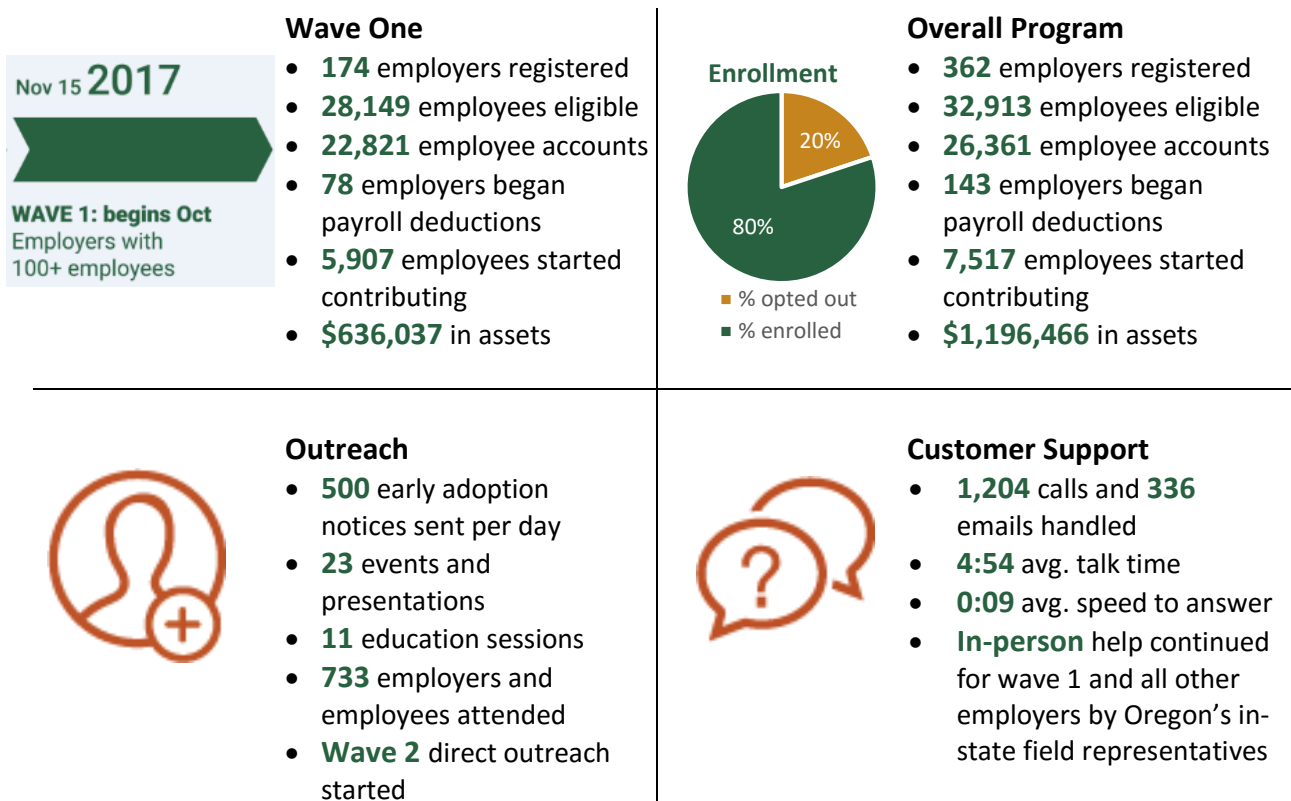 Wave One
Nov 15 2017
WAVE 1: begins Oct
Employers with
100+ employees
• 174 employers registered
• 28,149 employees eligible
• 22,821 employee accounts
• 78 employers began
payroll deductions
• 5,907 employees started
contributing
• $636,037 in assets
Overall Program
Enrollment
20%
80%
% opted out
% enrolled
• 362 employers registered
• 32,913 employees eligible
• 26,361 employee accounts
• 143 employers began
payroll deductions
• 7,517 employees started
contributing
• $1,196,466 in assets
Outreach
• 500 early adoption
notices sent per day
• 23 events and
presentations
• 11 education sessions
• 733 employers and
employees attended
• Wave 2 direct outreach
started
Customer Support
?
• 1,204 calls and 336
emails handled
• 4:54 avg. talk time
• 0:09 avg. speed to answer
• In-person help continued
for wave 1 and all other
employers by Oregon's in-
state field representatives